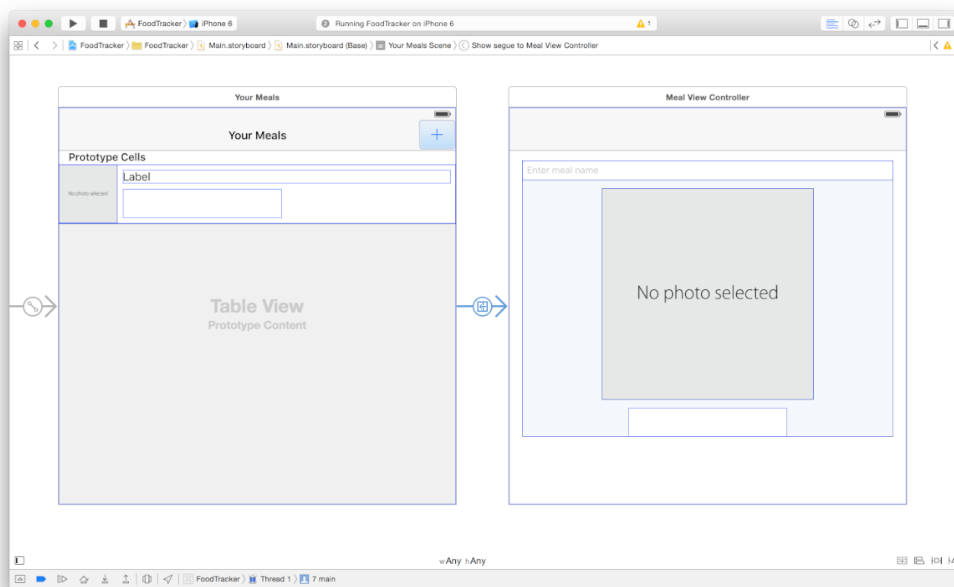 FoodTracker iPhone 6 2 Running FoodTracker on iPhone 6 1
FoodTracker FoodTracker Main.storyboard Main.storyboard (Base) Your Meals Scene Show segue to Meal View Controller
Your Meals
Your Meals
+
Prototype Cells
No photo selected
Label
Table View
Prototype Content
Meal View Controller
Enter meal name
No photo selected
wAny hAny
FoodTracker Thread 1 7 main